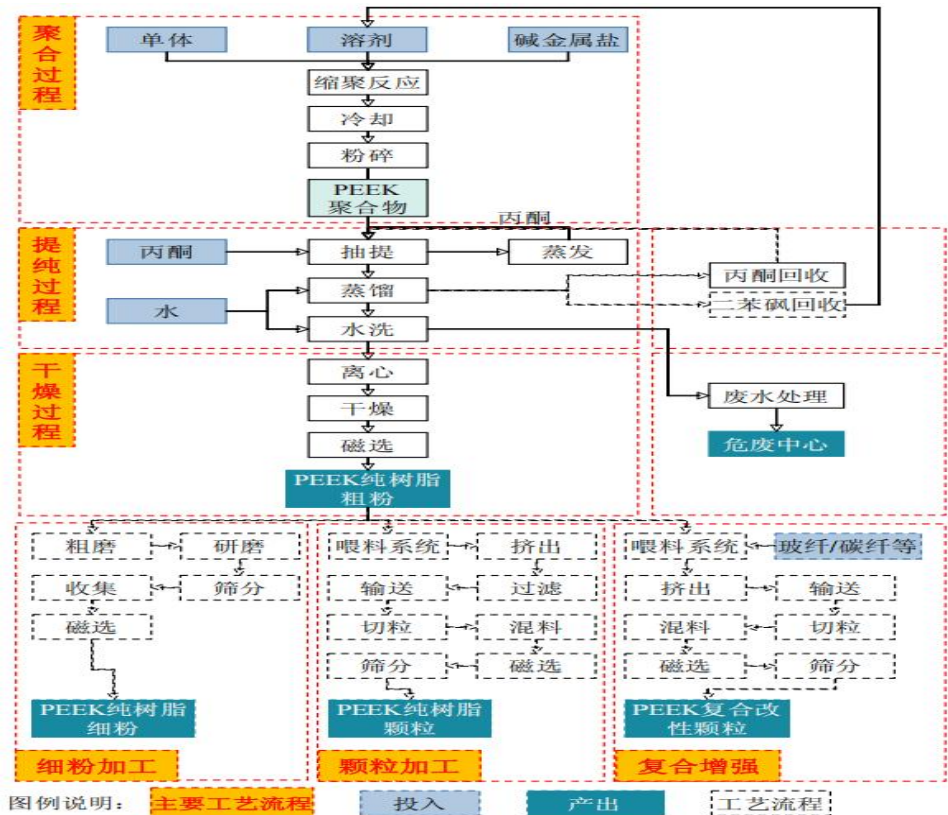 聚合过程
单体
溶剂
碱金属盐
缩聚反应
冷却
粉碎
PEEK
聚合物
丙酮
提纯过程
丙酮
抽提
蒸发
丙酮回收
蒸馏
二苯砜回收
水
水洗
干燥过程
离心
废水处理
干燥
磁选
危废中心
PEEK纯树脂
粗粉
粗磨
研磨
收集
筛分
磁选
PEEK纯树脂
细粉
细粉加工
喂料系统
挤出
输送
过滤
切粒
混料
筛分
磁选
PEEK纯树脂
颗粒
颗粒加工
喂料系统
玻纤/碳纤等
挤出
输送
混料
切粒
磁选
筛分
PEEK复合改
性颗粒
复合增强
图例说明:
主要工艺流程
投入
产出
工艺流程